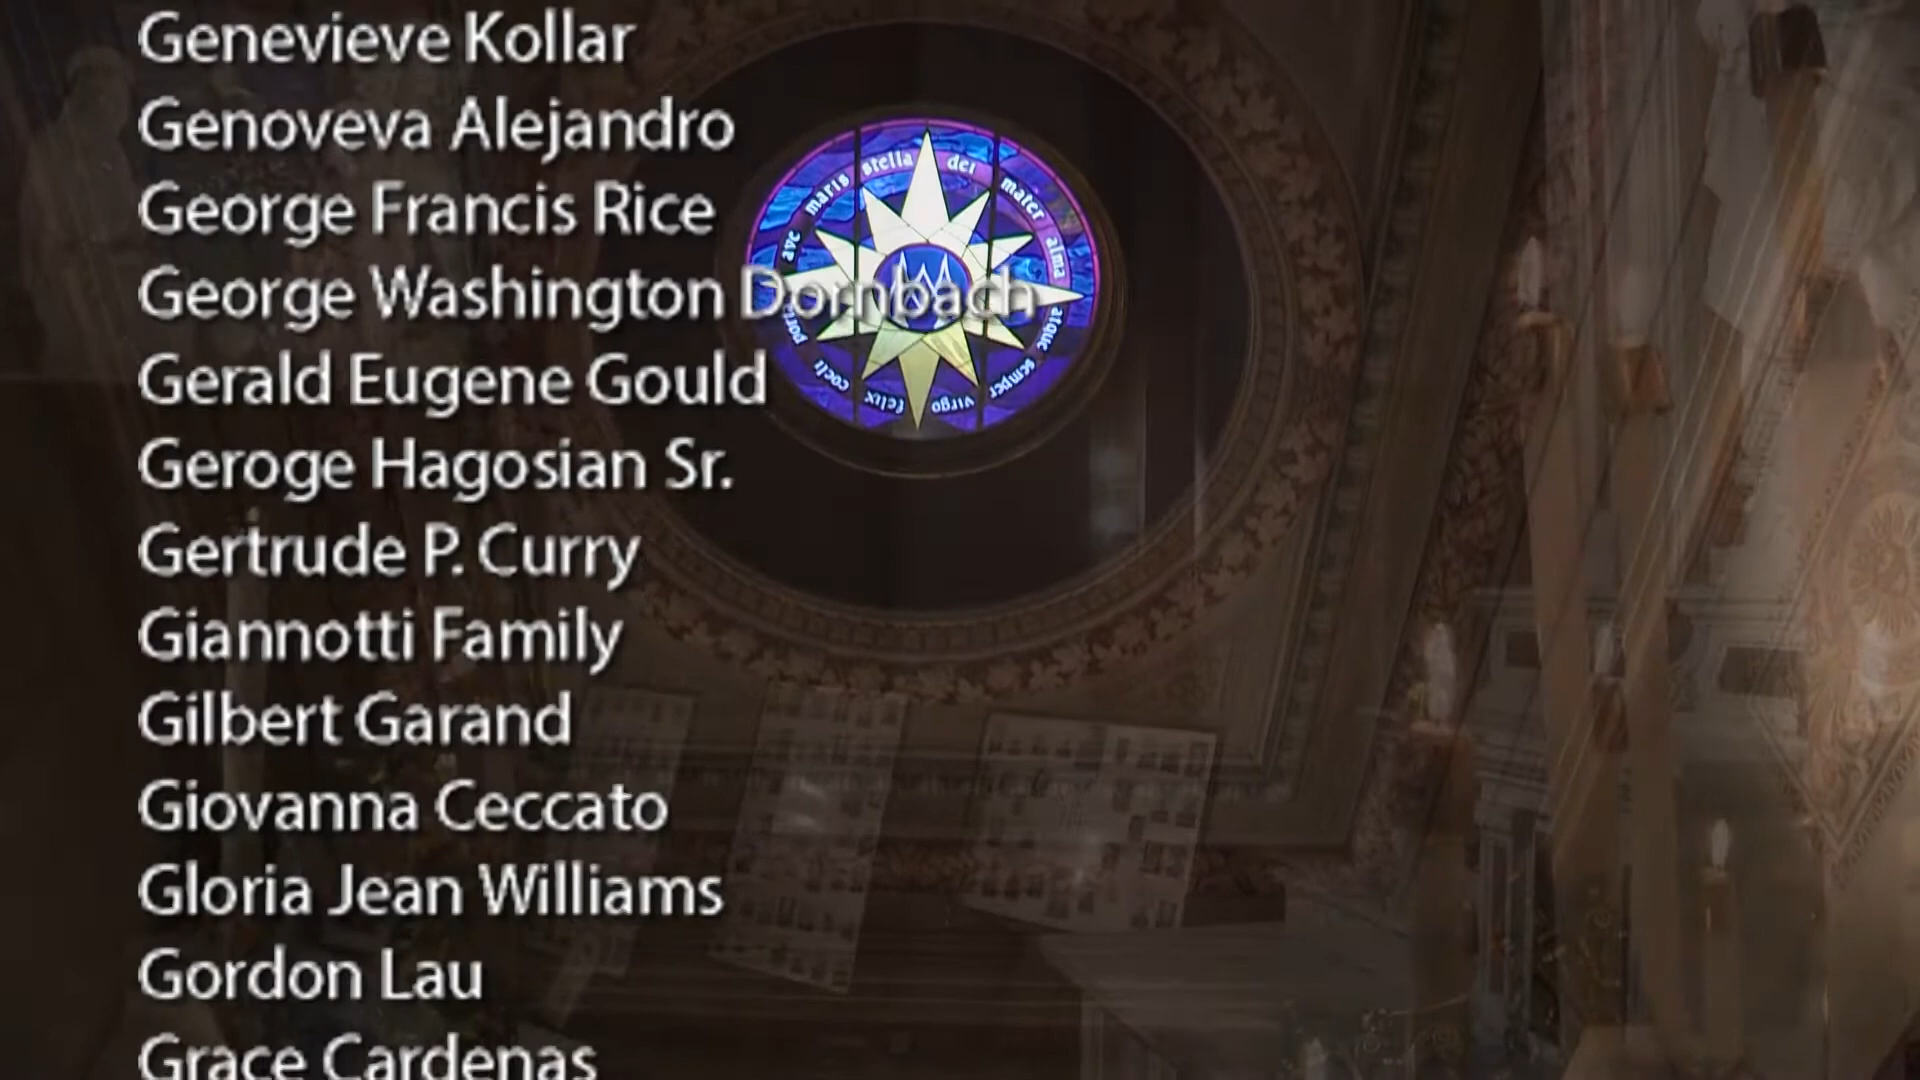 Genevieve Kollar
Genoveva Alejandro
George Francis Rice
George Washington Dornbach
Gerald Eugene Gould
Geroge Hagosian Sr.
Gertrude P. Curry
Giannotti Family
Gilbert Garand
Giovanna Ceccato
Gloria Jean Williams
Gordon Lau
Grace Cardenas
ave maris stella dei mater alma atque semper virgo felix coeli porta